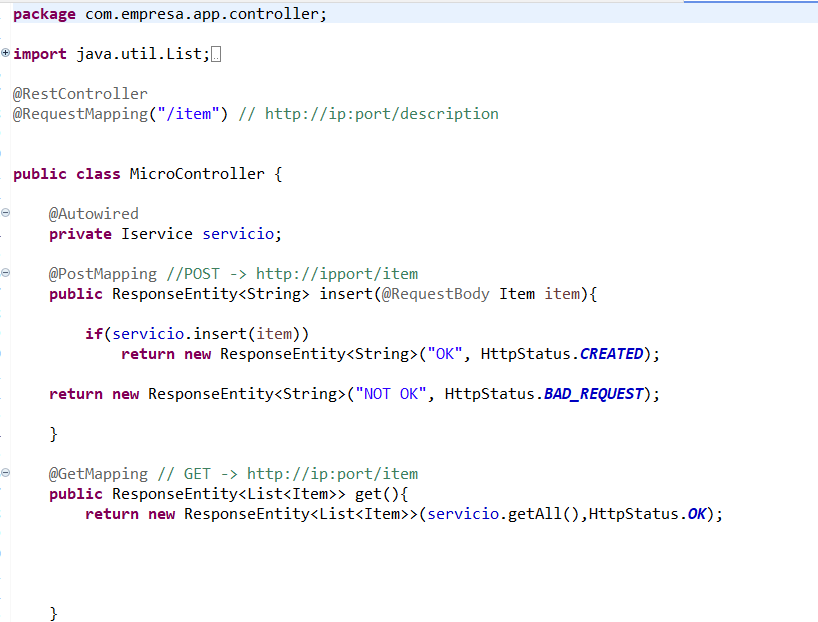 package com.empresa.app.controller;
import java.util.List;
@RestController
@RequestMapping("/item") // http://ip:port/description
public class MicroController {
@Autowired
private Iservice servicio;
@PostMapping //POST -> http://ipport/item
public ResponseEntity<String> insert(@RequestBody Item item){
if(servicio.insert(item))
return new ResponseEntity<String>("OK", HttpStatus.CREATED);
return new ResponseEntity<String>("NOT OK", HttpStatus.BAD_REQUEST);
}
@GetMapping // GET -> http://ip:port/item
public ResponseEntity<List<Item>> get(){
return new ResponseEntity<List<Item>>(servicio.getAll(),HttpStatus.OK);
}